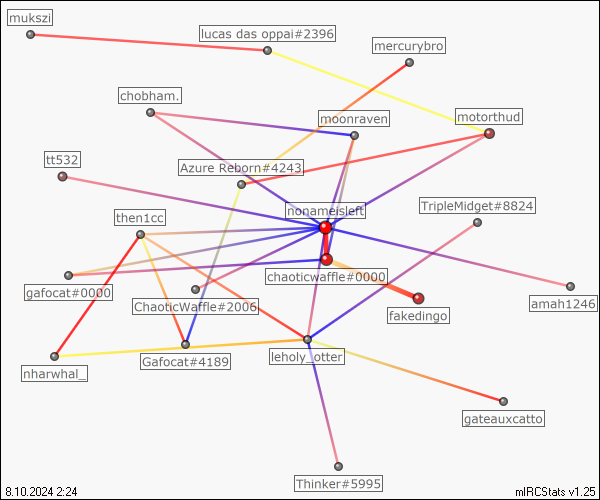 mukszi
lucas das oppai#2396
mercurybro
chobham.
moonraven
motorthud
tt532
Azure Reborn#4243
nonameisleft
TripleMidget#8824
then1cc
chaoticwaffle#0000
gafocat#0000
ChaoticWaffle#2006
amah1246
fakedingo
nharwhal_
Gafocat#4189
leholy_otter
gateauxcatto
Thinker#5995
8.10.2024 2:24
mIRCStats v1.25